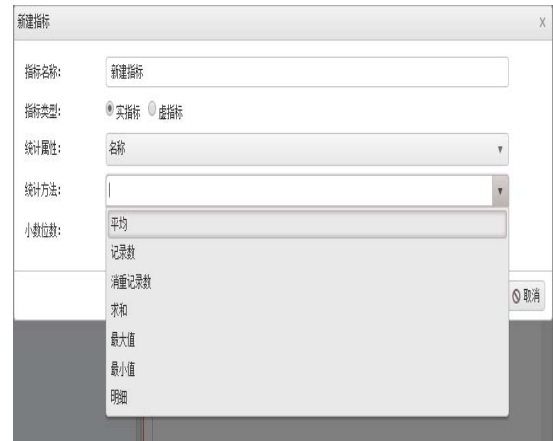 新建指标
指标名称: 新建指标
指标类型: 实指标 虚指标
统计属性: 名称
统计方法:
小数位数:
平均
记录数
消重记录数
求和
最大值
最小值
明细
取消